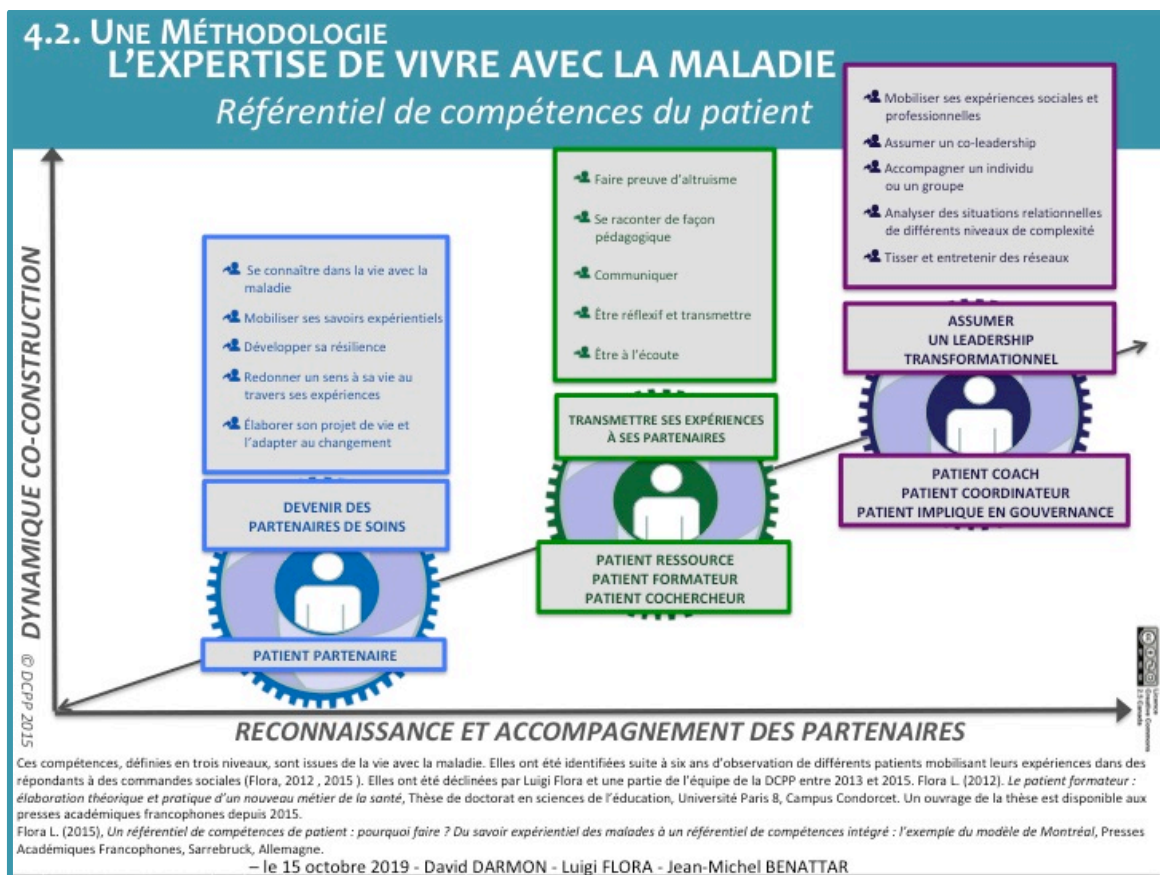 4.2. UNE MÉTHODOLOGIE
L'EXPERTISE DE VIVRE AVEC LA MALADIE
Référentiel de compétences du patient
DYNAMIQUE CO-CONSTRUCTION
© DCPP 2015
Se connaître dans la vie avec la
maladie
Mobiliser ses savoirs expérientiels
Développer sa résilience
Redonner un sens à sa vie au
travers ses expériences
Élaborer son projet de vie et
l'adapter au changement
DEVENIR DES
PARTENAIRES DE SOINS
PATIENT PARTENAIRE
Faire preuve d'altruisme
Se raconter de façon
pédagogique
Communiquer
Être réflexif et transmettre
Être à l'écoute
TRANSMETTRE SES EXPÉRIENCES
À SES PARTENAIRES
PATIENT RESSOURCE
PATIENT FORMATEUR
PATIENT COCHERCHEUR
Mobiliser ses expériences sociales et
professionnelles
Assumer un co-leadership
Accompagner un individu
ou un groupe
Analyser des situations relationnelles
de différents niveaux de complexité
Tisser et entretenir des réseaux
ASSUMER
UN LEADERSHIP
TRANSFORMATIONNEL
PATIENT COACH
PATIENT COORDINATEUR
PATIENT IMPLIQUE EN GOUVERNANCE
Licence
Creative Commons
2.5 Canada
RECONNAISSANCE ET ACCOMPAGNEMENT DES PARTENAIRES
Ces compétences, définies en trois niveaux, sont issues de la vie avec la maladie. Elles ont été identifiées suite à six ans d'observation de différents patients mobilisant leurs expériences dans des
répondants à des commandes sociales (Flora, 2012 , 2015 ). Elles ont été déclinées par Luigi Flora et une partie de l'équipe de la DCPP entre 2013 et 2015. Flora L. (2012). Le patient formateur :
élaboration théorique et pratique d'un nouveau métier de la santé, Thèse de doctorat en sciences de l'éducation, Université Paris 8, Campus Condorcet. Un ouvrage de la thèse est disponible aux
presses académiques francophones depuis 2015.
Flora L. (2015), Un référentiel de compétences de patient : pourquoi faire ? Du savoir expérientiel des malades à un référentiel de compétences intégré : l'exemple du modèle de Montréal, Presses
Académiques Francophones, Sarrebruck, Allemagne.
– le 15 octobre 2019 - David DARMON - Luigi FLORA - Jean-Michel BENATTAR